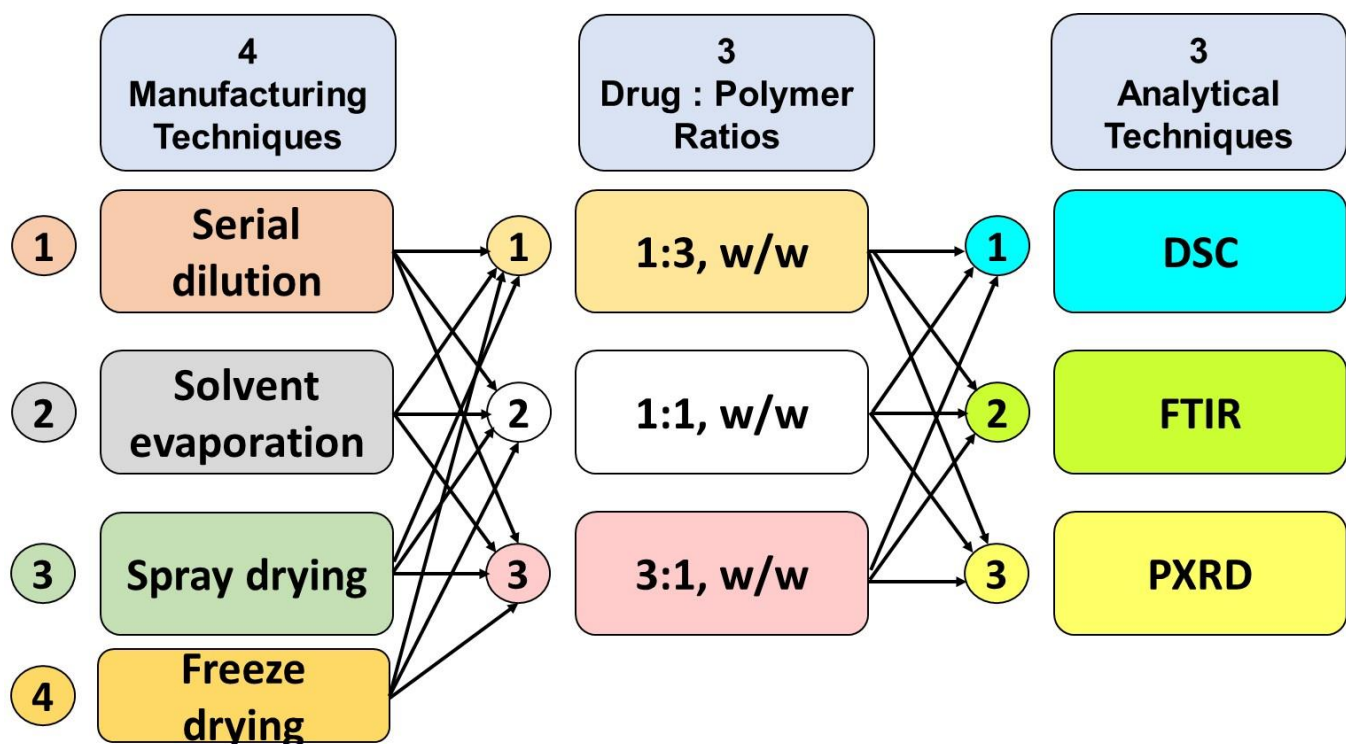 4
Manufacturing
Techniques
3
Drug : Polymer
Ratios
3
Analytical
Techniques
1
Serial
dilution
1
1:3, w/w
1
DSC
2
Solvent
evaporation
2
1:1, w/w
2
FTIR
3
Spray drying
3
3:1, w/w
3
PXRD
4
Freeze
drying